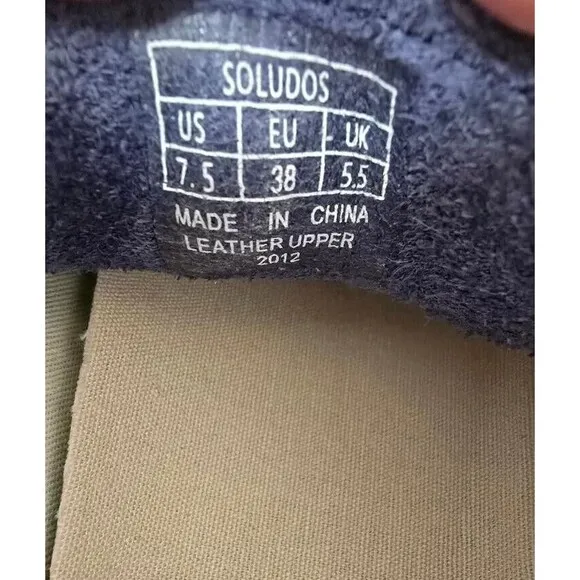 SOLUDOS
US EU UK
7.5 38 5.5
MADE IN CHINA
LEATHER UPPER
2012